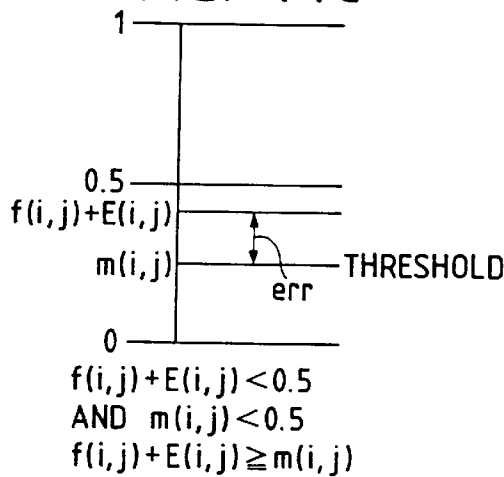 1
0.5
f(i,j)+E(i,j)
m(i,j) THRESHOLD
err
0
f(i,j)+E(i,j)<0.5
AND m(i,j)<0.5
f(i,j)+E(i,j)≧m(i,j)